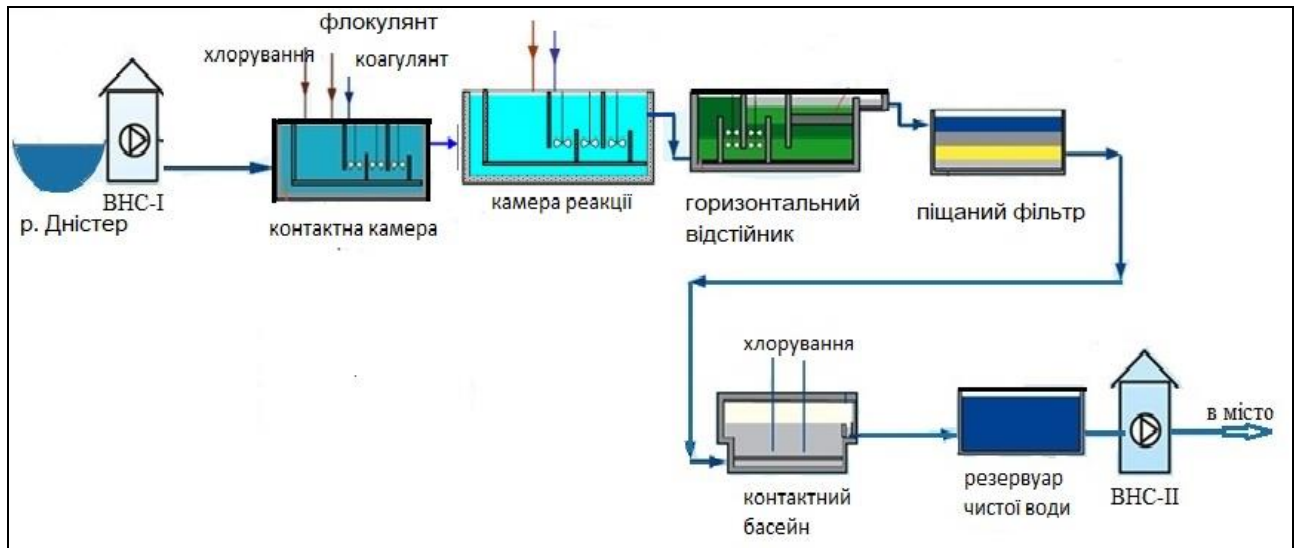 флокулянт
хлорування
коагулянт
ВНС-I
р. Дністер
контактна камера
камера реакції
горизонтальний
відстійник
піщаний фільтр
хлорування
в місто
контактний
басейн
резервуар
чистої води
ВНС-II